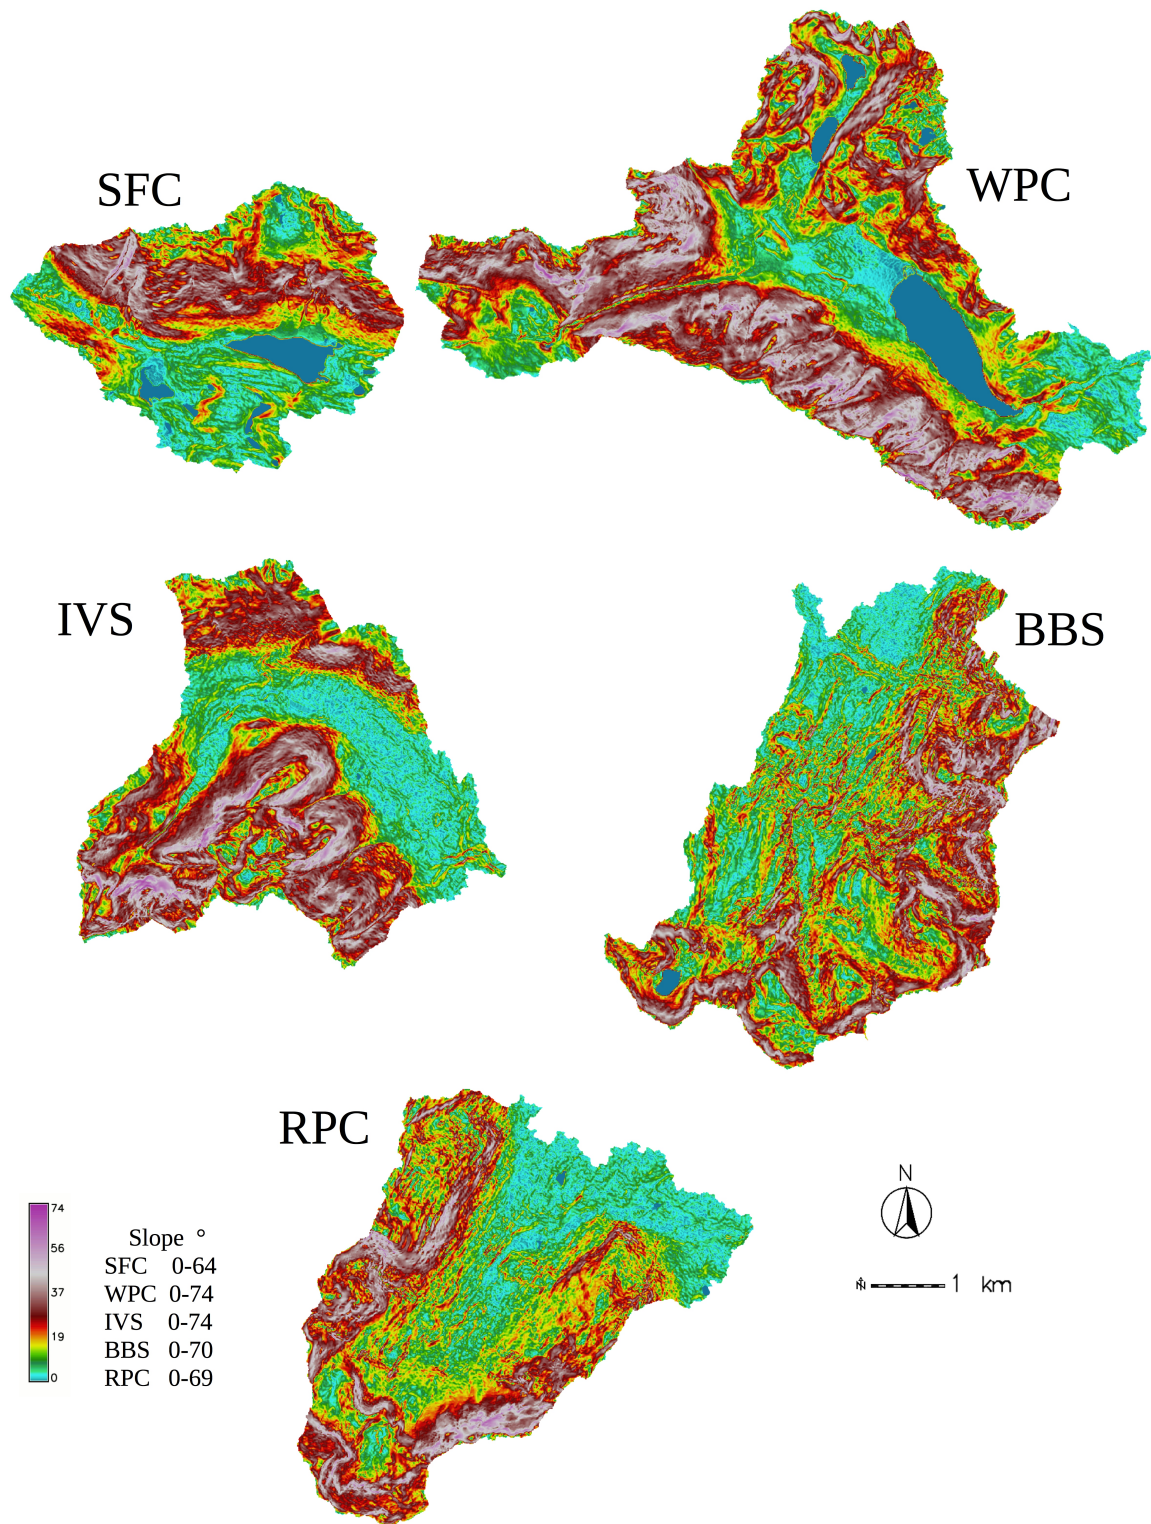 SFC
WPC
IVS
BBS
RPC
N
74
56
37
19
0
Slope °
SFC 0-64
WPC 0-74
IVS 0-74
BBS 0-70
RPC 0-69
N 1 km